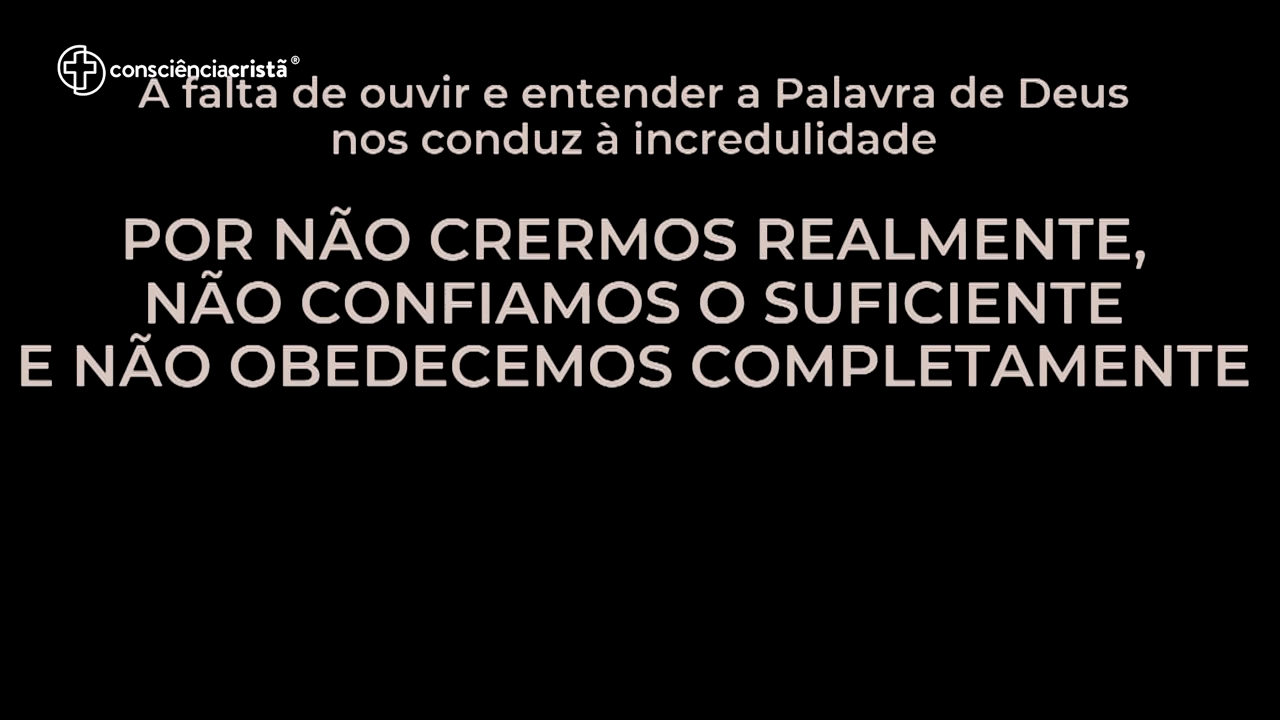 consciênciacristã®
A falta de ouvir e entender a Palavra de Deus
nos conduz à incredulidade
POR NÃO CRERMOS REALMENTE,
NÃO CONFIAMOS O SUFICIENTE
E NÃO OBEDECEMOS COMPLETAMENTE